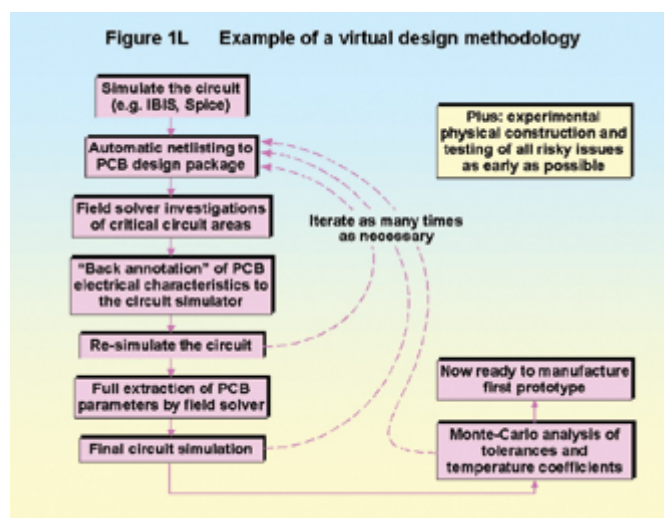 Figure 1L Example of a virtual design methodology
Simulate the circuit
(e.g. IBIS, Spice)
Automatic netlisting to
PCB design package
Field solver investigations
of critical circuit areas
"Back annotation" of PCB
electrical characteristics to
the circuit simulator
Re-simulate the circuit
Full extraction of PCB
parameters by field solver
Final circuit simulation
Iterate as many times
as necessary
Plus: experimental
physical construction and
testing of all risky issues
as early as possible
Now ready to manufacture
first prototype
Monte-Carlo analysis of
tolerances and
temperature coefficients